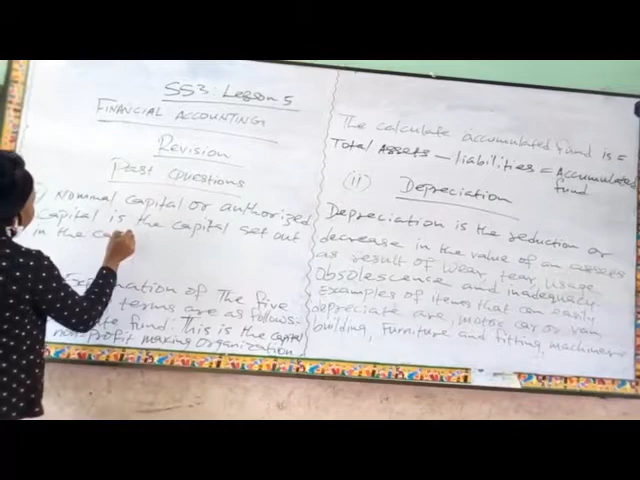 SS3: Lesson 5
FINANCIAL ACCOUNTING
Revision
Past Questions
Nominal capital or authorized
capital is the capital set out
in the
of The five
terms are as follows:
fund: This is the capital
non-profit making organization
The calculate accumulated fund is =
Total Assets - liabilities = Accumulated
fund
(ii) Depreciation
Depreciation is the reduction or
decrease in the value of an assets
as result of wear, tear, usage
obsolescence and inadequacy.
Examples of items that can easily
depreciate are, motor car or van
building, furniture and fitting, machineries